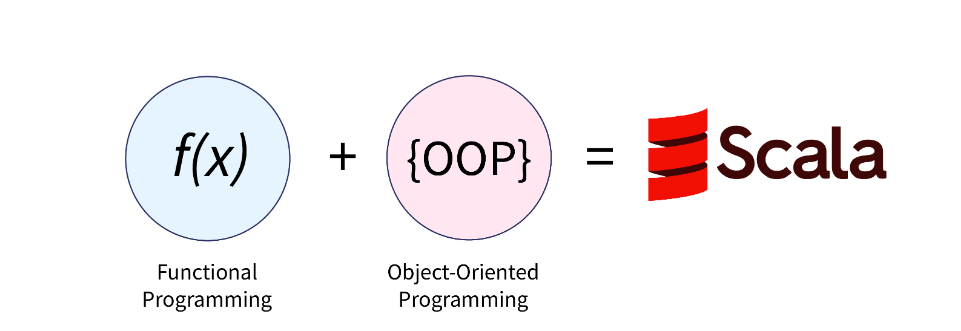 f(x) + {OOP} = Scala
Functional
Programming
Object-Oriented
Programming